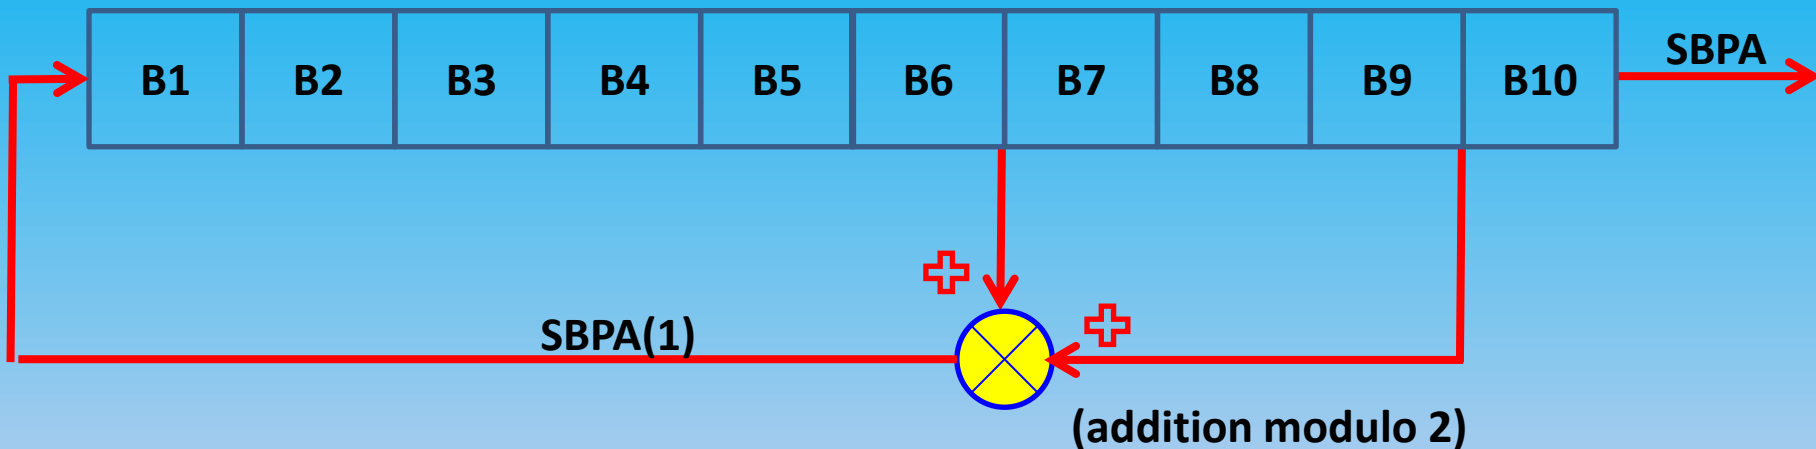 B1 B2 B3 B4 B5 B6 B7 B8 B9 B10
SBPA
SBPA(1)
(addition modulo 2)